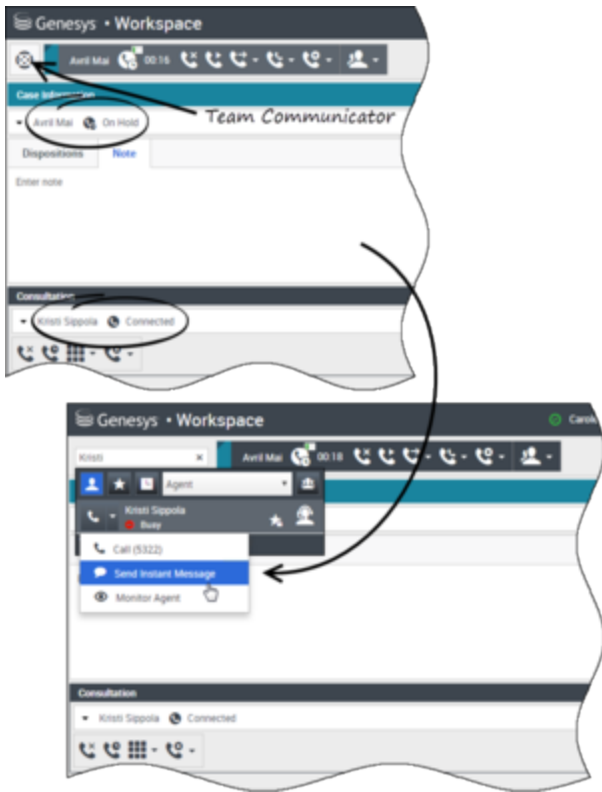 Genesys • Workspace
Avril Mai 00:16
Case Information
Avril Mai On Hold
Team Communicator
Dispositions Note
Enter note
Consultation
Kristi Sippola Connected
Genesys • Workspace
Kristi x Avril Mai 00:18
Agent
Kristi Sippola
Busy
Call (5322)
Send Instant Message
Monitor Agent
Consultation
Kristi Sippola Connected